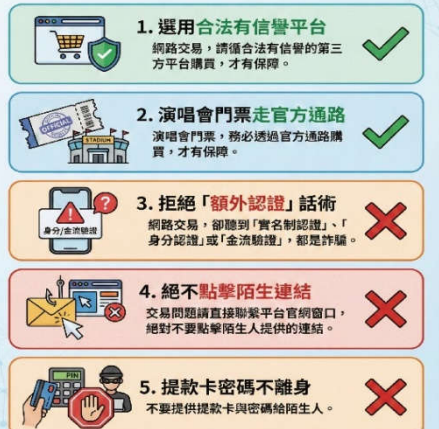 1. 選用合法有信譽平台
網路交易，請循合法有信譽的第三
方平台購買，才有保障。
OFFICIAL
STADIUM
2. 演唱會門票走官方通路
演唱會門票，務必透過官方通路購
買，才有保障。
身分/金流驗證
3. 拒絕「額外認證」話術
網路交易，卻聽到「實名制認證」、「
身分認證」或「金流驗證」，都是詐騙。
4. 絕不點擊陌生連結
交易問題請直接聯繫平台官網窗口，
絕對不要點擊陌生人提供的連結。
PIN
5. 提款卡密碼不離身
不要提供提款卡與密碼給陌生人。